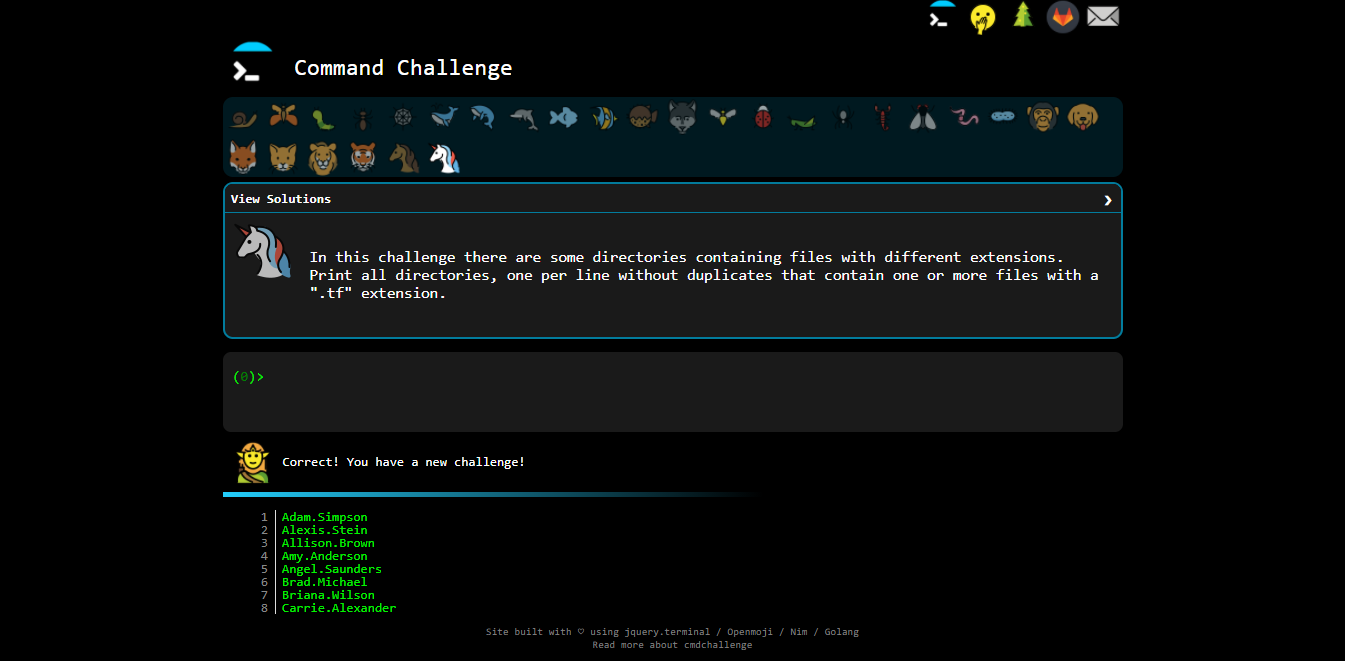 Command Challenge
View Solutions
In this challenge there are some directories containing files with different extensions.
Print all directories, one per line without duplicates that contain one or more files with a
".tf" extension.
(0)>
Correct! You have a new challenge!
1 Adam.Simpson
2 Alexis.Stein
3 Allison.Brown
4 Amy.Anderson
5 Angel.Saunders
6 Brad.Michael
7 Briana.Wilson
8 Carrie.Alexander
Site built with ♡ using jquery.terminal / Openmoji / Nim / Golang
Read more about cmdchallenge